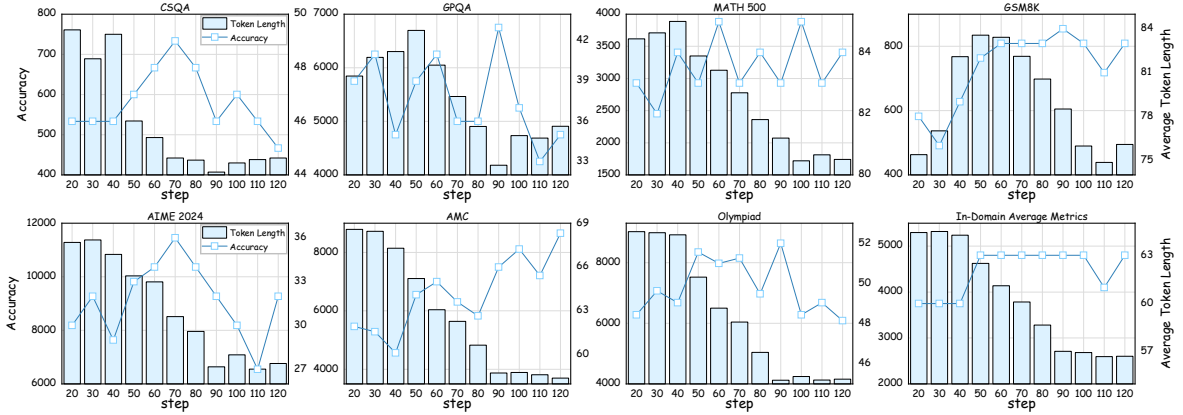 CSQA
GPQA
MATH 500
GSM8K
Accuracy
800
700
600
500
400
50
48
46
44
Token Length
Accuracy
20 30 40 50 60 70 80 90 100 110 120
step
7000
6000
5000
4000
42
39
36
33
20 30 40 50 60 70 80 90 100 110 120
step
4000
3500
3000
2500
2000
1500
84
82
80
20 30 40 50 60 70 80 90 100 110 120
step
800
600
400
84
81
78
75
20 30 40 50 60 70 80 90 100 110 120
step
Average Token Length
AIME 2024
AMC
Olympiad
In-Domain Average Metrics
Accuracy
12000
10000
8000
6000
36
33
30
27
Token Length
Accuracy
20 30 40 50 60 70 80 90 100 110 120
step
8000
6000
4000
69
66
63
60
20 30 40 50 60 70 80 90 100 110 120
step
8000
6000
4000
52
50
48
46
20 30 40 50 60 70 80 90 100 110 120
step
5000
4000
3000
2000
63
60
57
20 30 40 50 60 70 80 90 100 110 120
step
Average Token Length